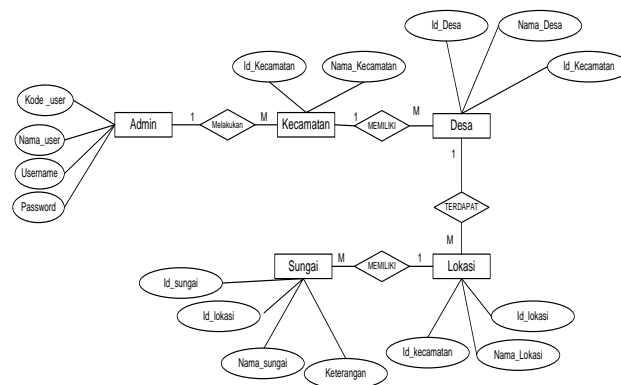 Id_Desa
Nama_Desa
Id_Kecamatan
Nama_Kecamatan
Id_Kecamatan
Kode _user
Nama_user
Username
Password
Admin
1
Melakukan
M
Kecamatan
1
MEMILIKI
M
Desa
1
TERDAPAT
M
Sungai
M
MEMILIKI
1
Lokasi
Id_sungai
Id_lokasi
Nama_sungai
Keterangan
Id_kecamatan
Nama_Lokasi
Id_lokasi